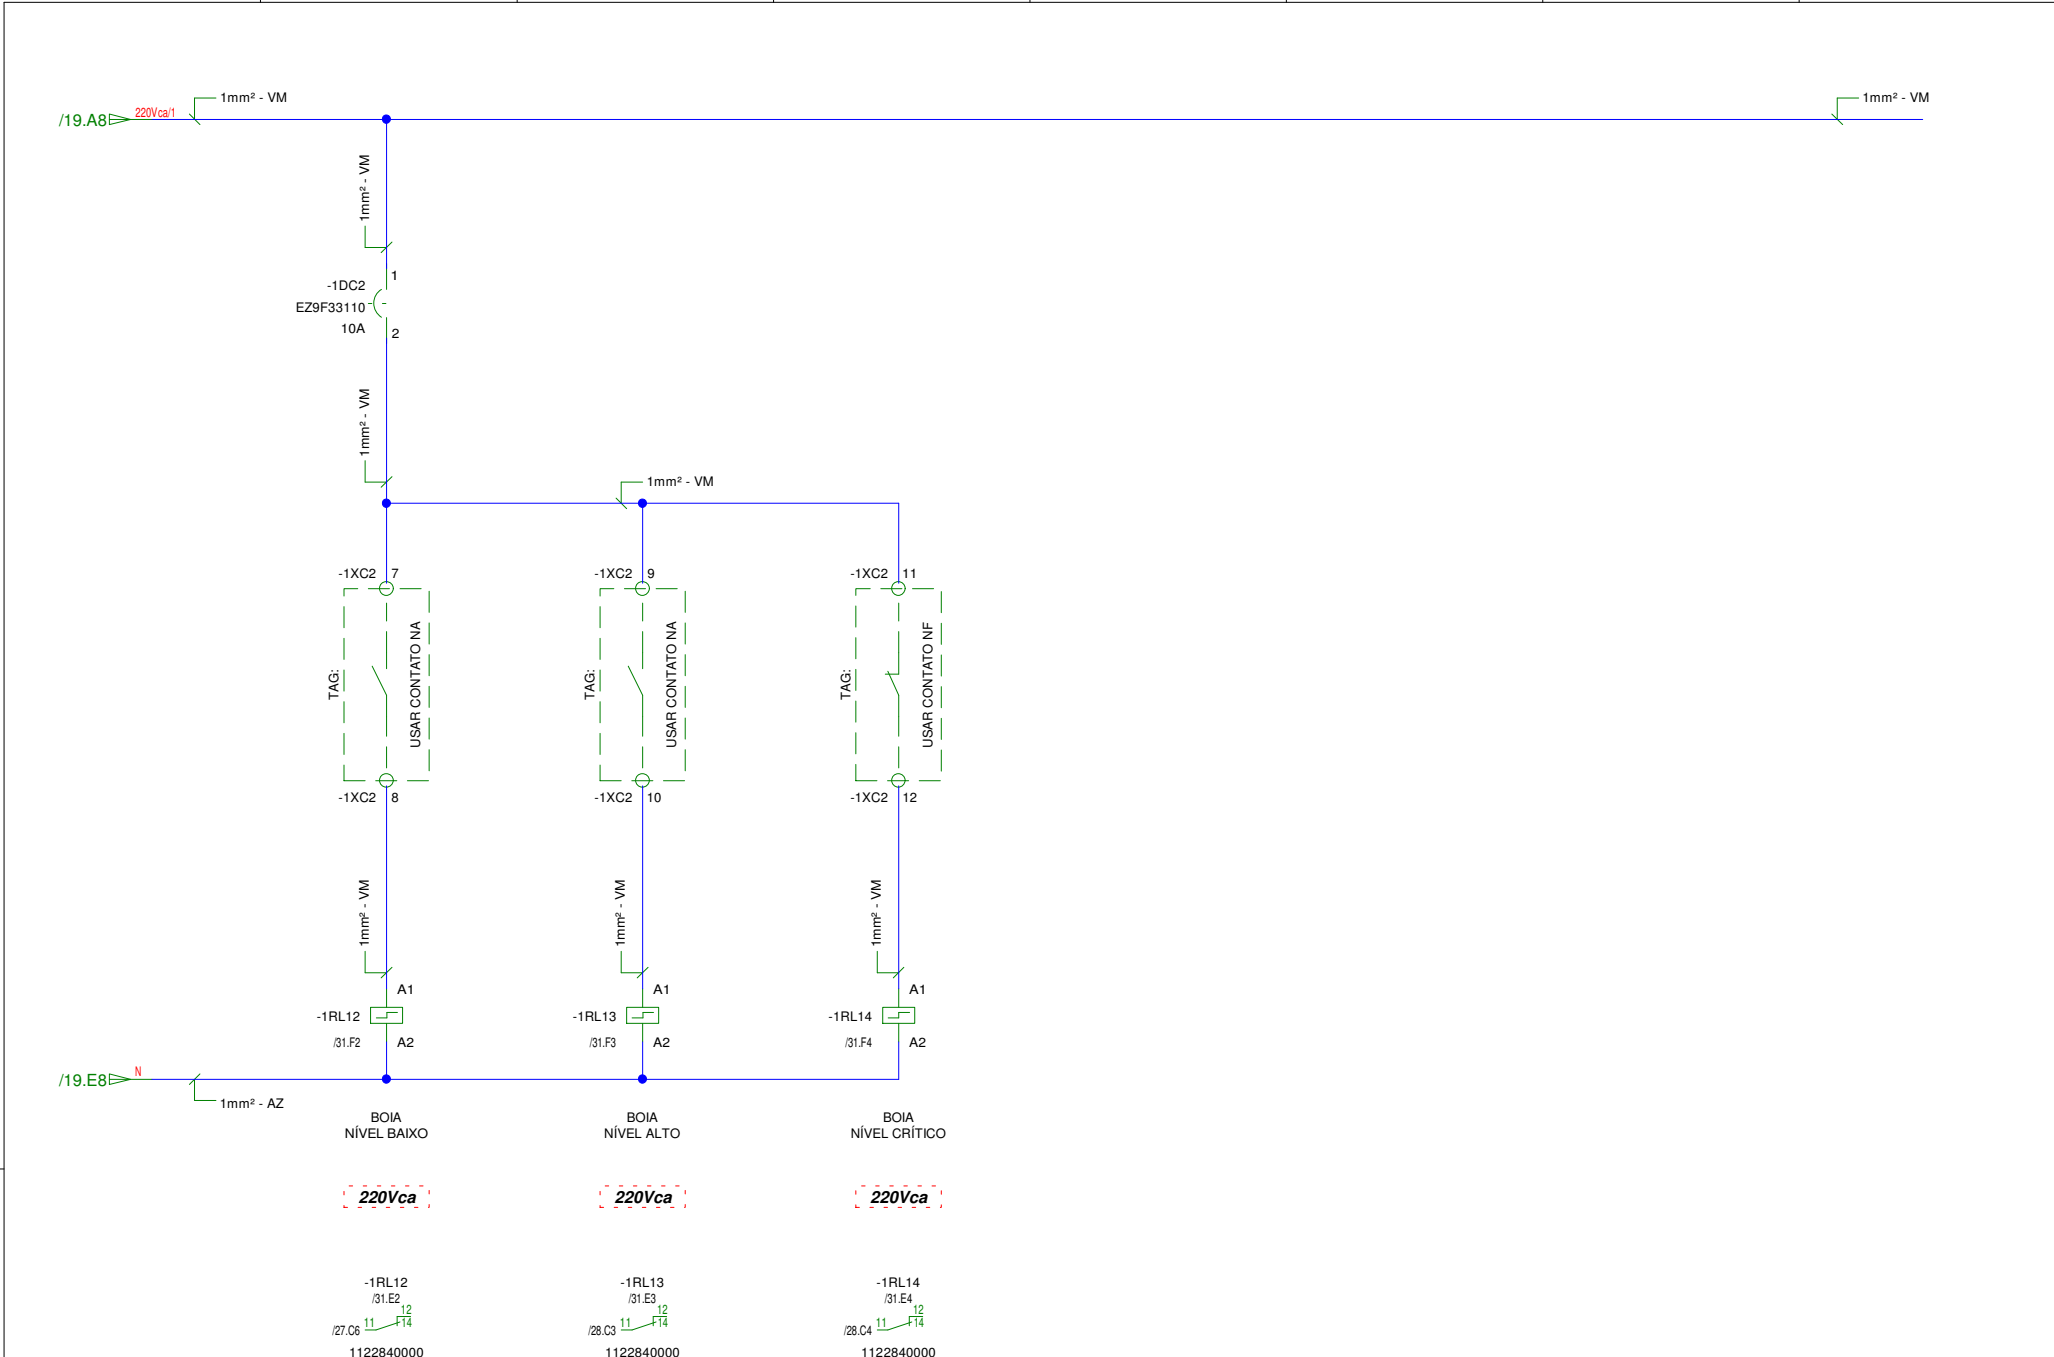 1mm² - VM
1mm² - VM
/19.A8
220Vca/1
1mm² - VM
-1DC2
EZ9F33110
10A
1
2
1mm² - VM
1mm² - VM
-1XC2 7
-1XC2 9
-1XC2 11
TAG:
USAR CONTATO NA
TAG:
USAR CONTATO NA
TAG:
USAR CONTATO NF
-1XC2 8
-1XC2 10
-1XC2 12
1mm² - VM
1mm² - VM
1mm² - VM
A1
A1
A1
-1RL12
-1RL13
-1RL14
/31.F2
A2
/31.F3
A2
/31.F4
A2
/19.E8
N
1mm² - AZ
BOIA
NÍVEL BAIXO
BOIA
NÍVEL ALTO
BOIA
NÍVEL CRÍTICO
220Vca
220Vca
220Vca
-1RL12
/31.E2
12
/27.C6 11 14
1122840000
-1RL13
/31.E3
12
/28.C3 11 14
1122840000
-1RL14
/31.E4
12
/28.C4 11 14
1122840000